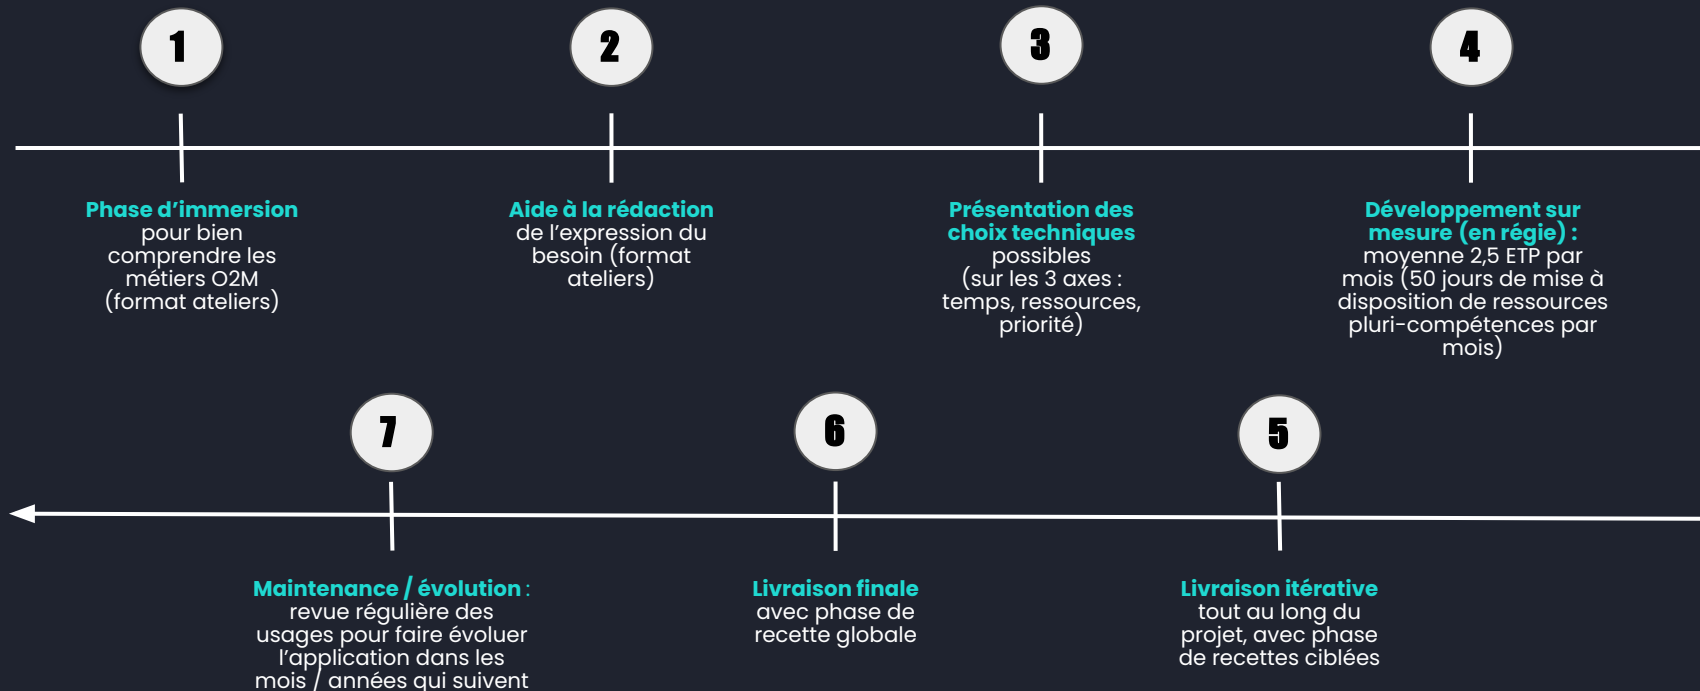 1
Phase d’immersion
pour bien
comprendre les
métiers O2M
(format ateliers)
2
Aide à la rédaction
de l’expression du
besoin (format
ateliers)
3
Présentation des
choix techniques
possibles
(sur les 3 axes :
temps, ressources,
priorité)
4
Développement sur
mesure (en régie) :
moyenne 2,5 ETP par
mois (50 jours de mise à
disposition de ressources
pluri-compétences par
mois)
5
Livraison itérative
tout au long du
projet, avec phase
de recettes ciblées
6
Livraison finale
avec phase de
recette globale
7
Maintenance / évolution :
revue régulière des
usages pour faire évoluer
l’application dans les
mois / années qui suivent